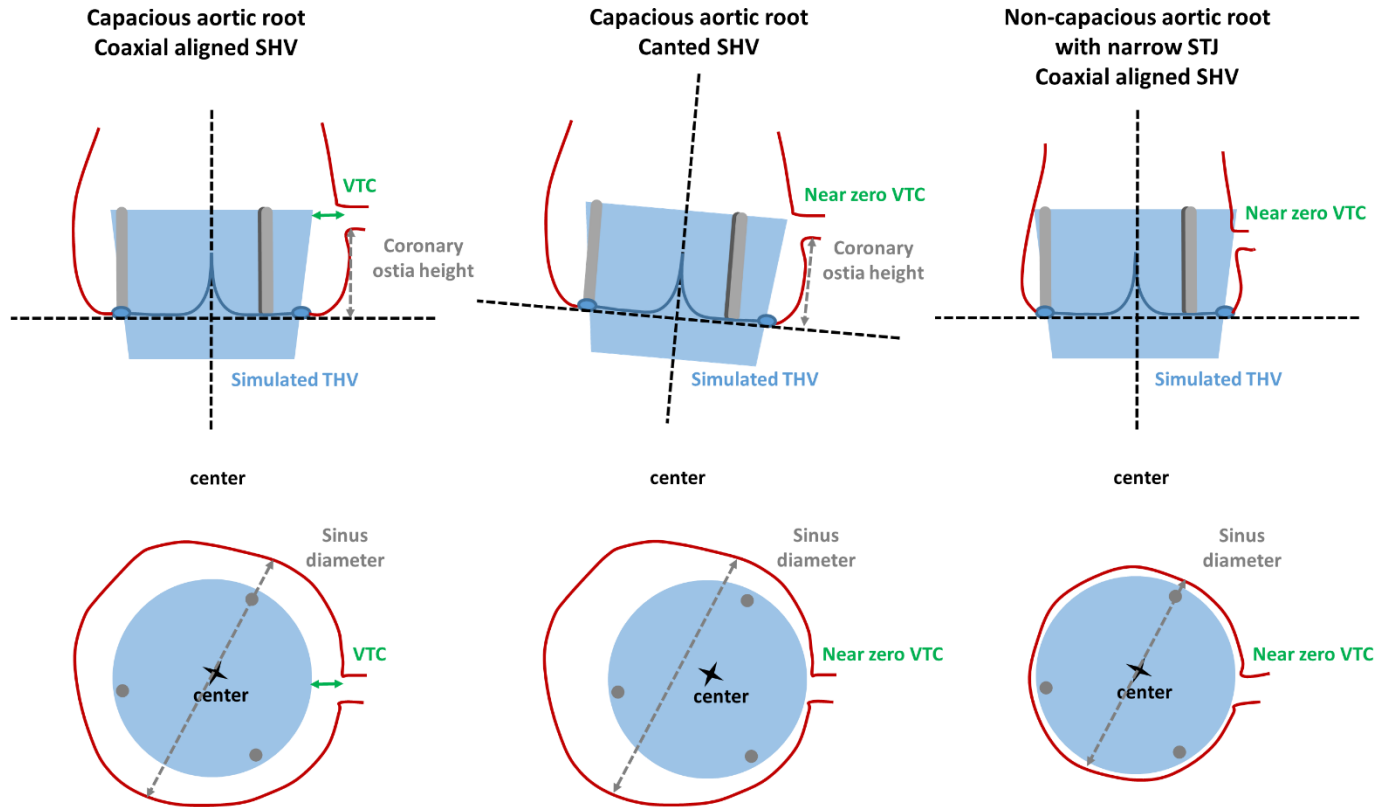 Capacious aortic root
Coaxial aligned SHV
VTC
Coronary
ostia height
Simulated THV
center
Sinus
diameter
VTC
center
Capacious aortic root
Canted SHV
Near zero VTC
Coronary
ostia height
Simulated THV
center
Sinus
diameter
Near zero VTC
center
Non-capacious aortic root
with narrow STJ
Coaxial aligned SHV
Near zero VTC
Simulated THV
center
Sinus
diameter
Near zero VTC
center